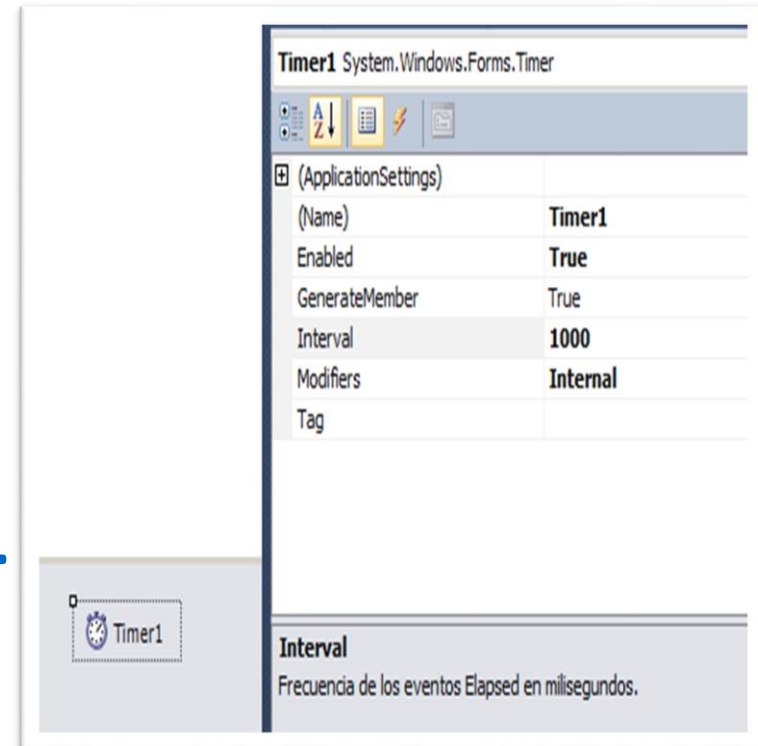 Timer1 System.Windows.Forms.Timer
A
Z
(ApplicationSettings)
(Name) Timer1
Enabled True
GenerateMember True
Interval 1000
Modifiers Internal
Tag
Timer1
Interval
Frecuencia de los eventos Elapsed en milisegundos.